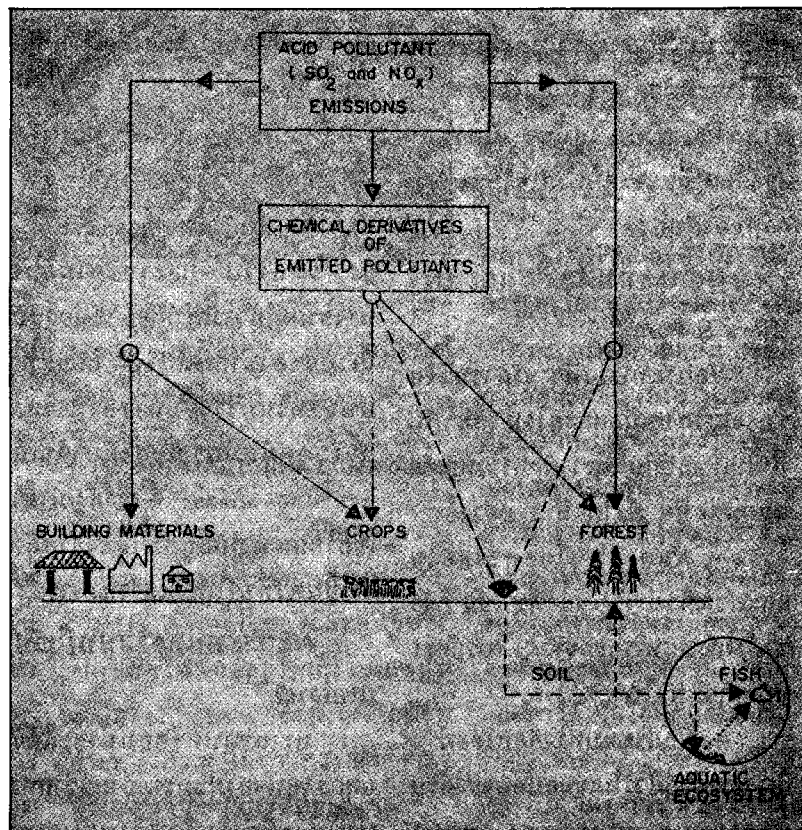 ACID POLLUTANT
( SO₂ and NOₓ)
EMISSIONS
CHEMICAL DERIVATIVES
OF
EMITTED POLLUTANTS
BUILDING MATERIALS
CROPS
FOREST
SOIL
FISH
AQUATIC
ECOSYSTEM